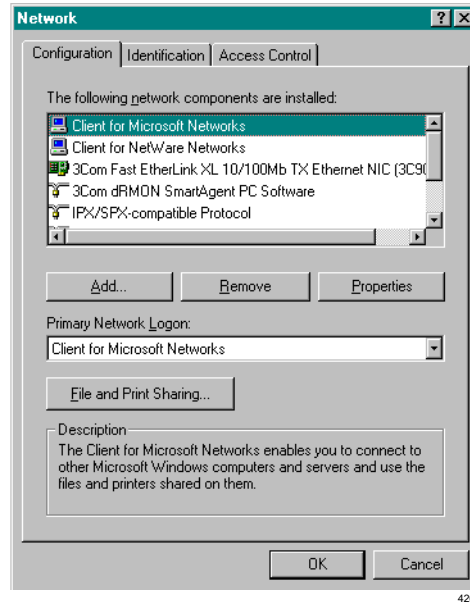 Network
Configuration Identification Access Control
The following network components are installed:
Client for Microsoft Networks
Client for NetWare Networks
3Com Fast EtherLink XL 10/100Mb TX Ethernet NIC (3C90
3Com dRMON SmartAgent PC Software
IPX/SPX-compatible Protocol
Add... Remove Properties
Primary Network Logon:
Client for Microsoft Networks
File and Print Sharing...
Description
The Client for Microsoft Networks enables you to connect to
other Microsoft Windows computers and servers and use the
files and printers shared on them.
OK Cancel
42